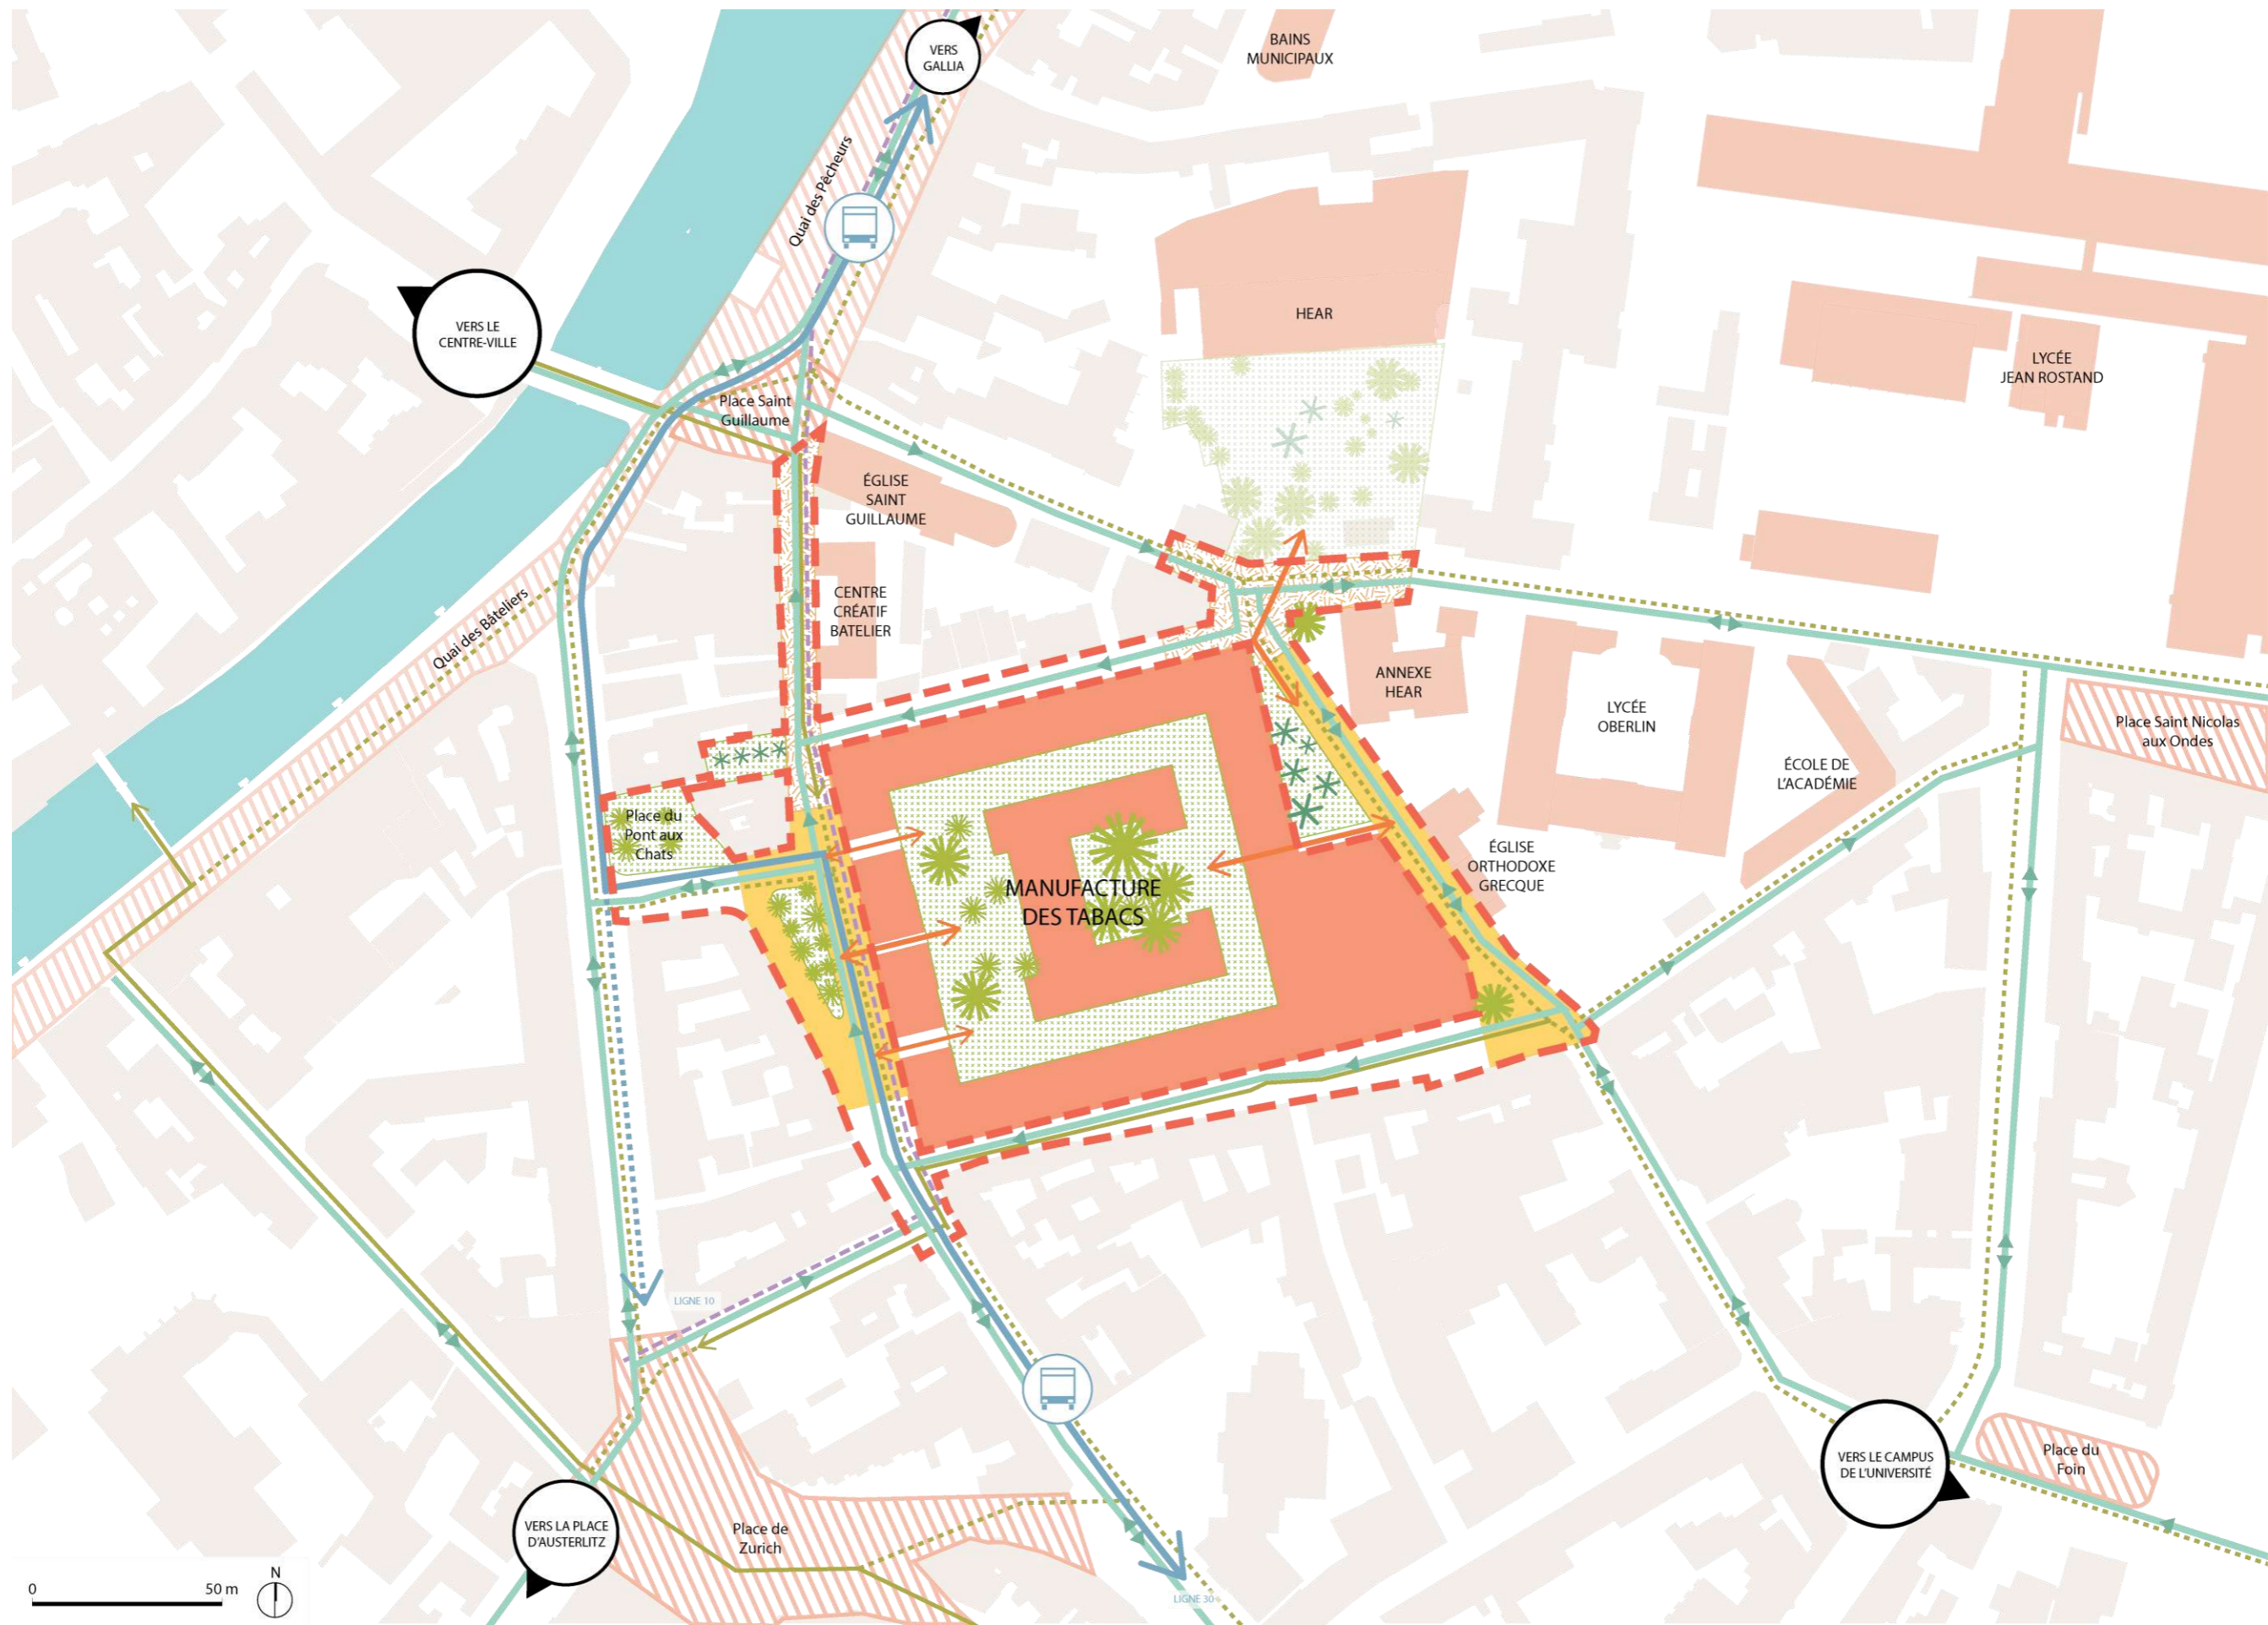 BAINS
MUNICIPAUX
VERS
GALLIA
Quai des Pêcheurs
HEAR
VERS LE
CENTRE-VILLE
LYCÉE
JEAN ROSTAND
Place Saint
Guillaume
ÉGLISE
SAINT
GUILLAUME
CENTRE
CRÉATIF
BATELIER
Quai des Bâteliers
ANNEXE
HEAR
LYCÉE
OBERLIN
Place Saint Nicolas
aux Ondes
ÉCOLE DE
L'ACADÉMIE
Place du
Pont aux
Chats
ÉGLISE
ORTHODOXE
GRECQUE
MANUFACTURE
DES TABACS
LIGNE 10
VERS LE CAMPUS
DE L'UNIVERSITÉ
Place du
Foin
VERS LA PLACE
D'AUSTERLITZ
Place de
Zurich
0
50 m
N
LIGNE 30